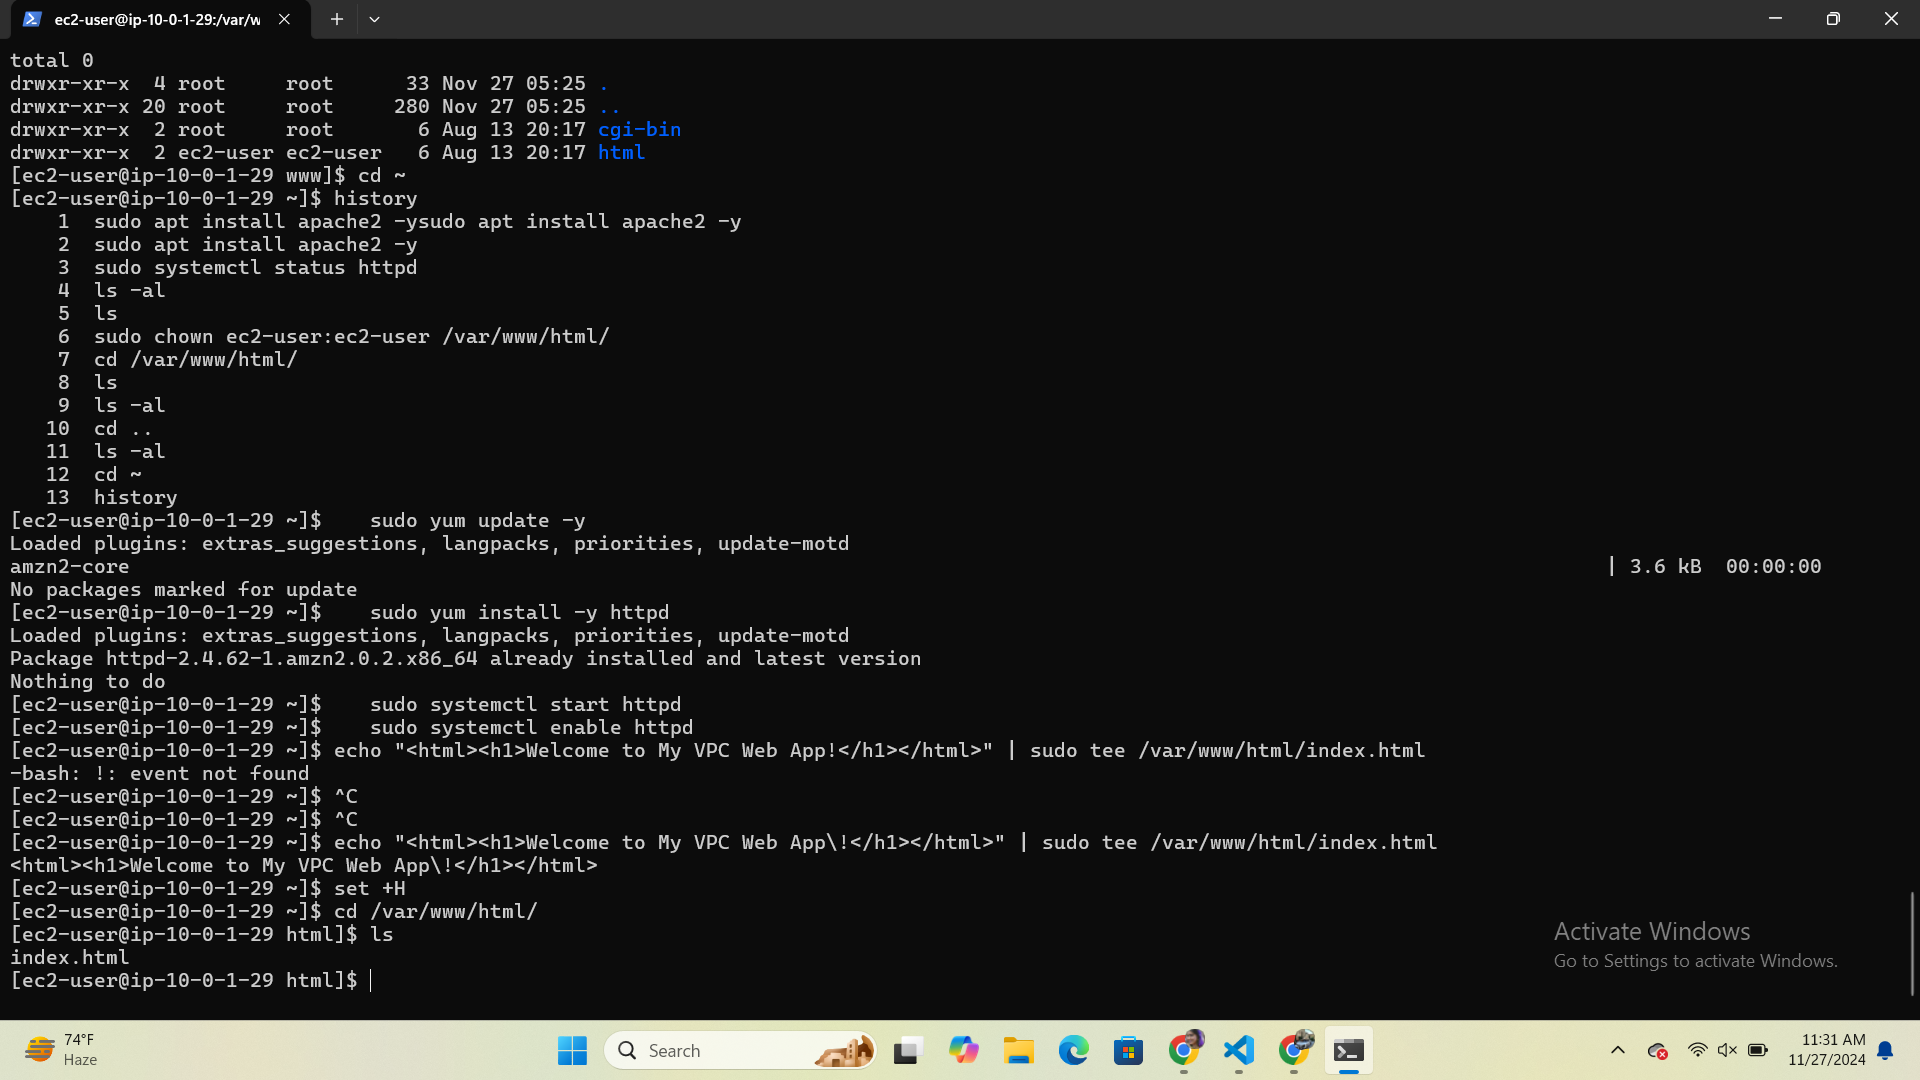 ec2-user@ip-10-0-1-29:/var/w
total 0
drwxr-xr-x  4 root     root      33 Nov 27 05:25 .
drwxr-xr-x 20 root     root     280 Nov 27 05:25 ..
drwxr-xr-x  2 root     root       6 Aug 13 20:17 cgi-bin
drwxr-xr-x  2 ec2-user ec2-user   6 Aug 13 20:17 html
[ec2-user@ip-10-0-1-29 www]$ cd ~
[ec2-user@ip-10-0-1-29 ~]$ history
    1  sudo apt install apache2 -ysudo apt install apache2 -y
    2  sudo apt install apache2 -y
    3  sudo systemctl status httpd
    4  ls -al
    5  ls
    6  sudo chown ec2-user:ec2-user /var/www/html/
    7  cd /var/www/html/
    8  ls
    9  ls -al
   10  cd ..
   11  ls -al
   12  cd ~
   13  history
[ec2-user@ip-10-0-1-29 ~]$    sudo yum update -y
Loaded plugins: extras_suggestions, langpacks, priorities, update-motd
amzn2-core | 3.6 kB  00:00:00
No packages marked for update
[ec2-user@ip-10-0-1-29 ~]$    sudo yum install -y httpd
Loaded plugins: extras_suggestions, langpacks, priorities, update-motd
Package httpd-2.4.62-1.amzn2.0.2.x86_64 already installed and latest version
Nothing to do
[ec2-user@ip-10-0-1-29 ~]$    sudo systemctl start httpd
[ec2-user@ip-10-0-1-29 ~]$    sudo systemctl enable httpd
[ec2-user@ip-10-0-1-29 ~]$ echo "<html><h1>Welcome to My VPC Web App!</h1></html>" | sudo tee /var/www/html/index.html
-bash: !: event not found
[ec2-user@ip-10-0-1-29 ~]$ ^C
[ec2-user@ip-10-0-1-29 ~]$ ^C
[ec2-user@ip-10-0-1-29 ~]$ echo "<html><h1>Welcome to My VPC Web App\!</h1></html>" | sudo tee /var/www/html/index.html
<html><h1>Welcome to My VPC Web App\!</h1></html>
[ec2-user@ip-10-0-1-29 ~]$ set +H
[ec2-user@ip-10-0-1-29 ~]$ cd /var/www/html/
[ec2-user@ip-10-0-1-29 html]$ ls
index.html
[ec2-user@ip-10-0-1-29 html]$
Activate Windows
Go to Settings to activate Windows.
74°F
Haze
Search
11:31 AM
11/27/2024